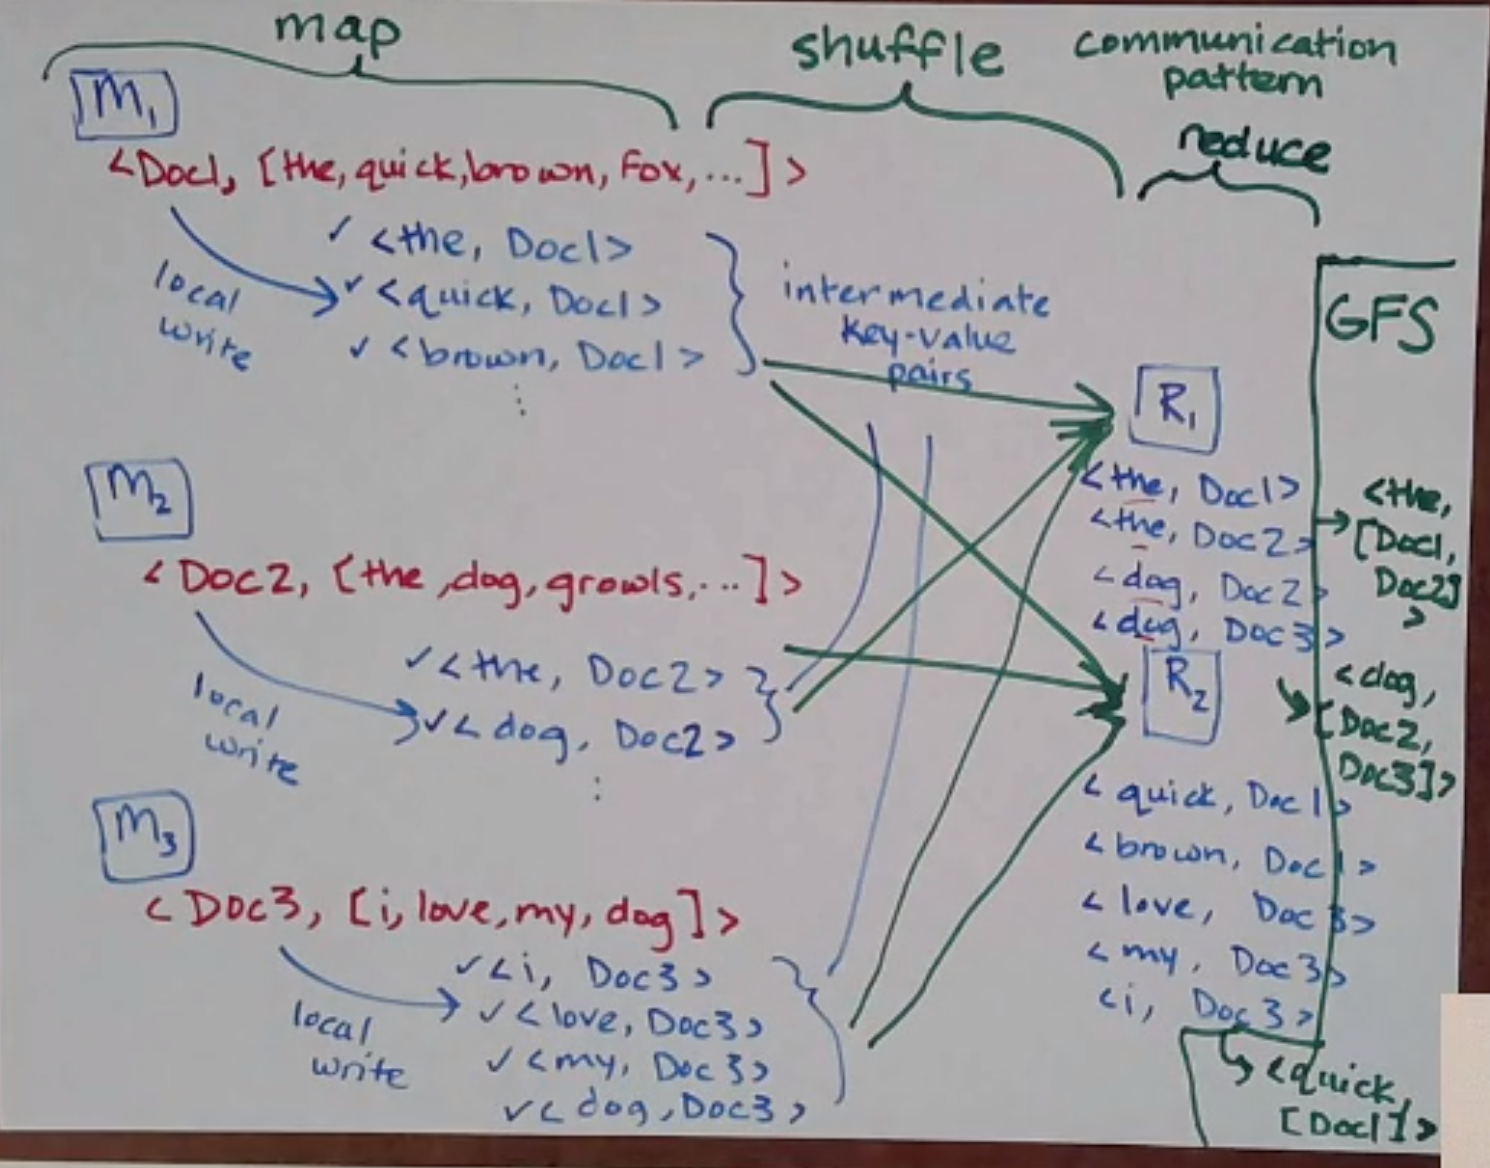 map
shuffle
communication
pattern
reduce
M1
<Doc1, [the, quick, brown, fox, ...]>
local
write
✓ <the, Doc1>
✓ <quick, Doc1>
✓ <brown, Doc1>
⋮
intermediate
key-value
pairs
M2
<Doc2, [the, dog, growls, ...]>
local
write
✓ <the, Doc2>
✓ <dog, Doc2>
⋮
M3
<Doc3, [i, love, my, dog]>
local
write
✓ <i, Doc3>
✓ <love, Doc3>
✓ <my, Doc3>
✓ <dog, Doc3>
R1
<the, Doc1>
<the, Doc2>
<dog, Doc2>
<dog, Doc3>
R2
<quick, Doc1>
<brown, Doc1>
<love, Doc3>
<my, Doc3>
<i, Doc3>
GFS
<the,
[Doc1,
Doc2]
>
<dog,
[Doc2,
Doc3]>
<quick,
[Doc1]>